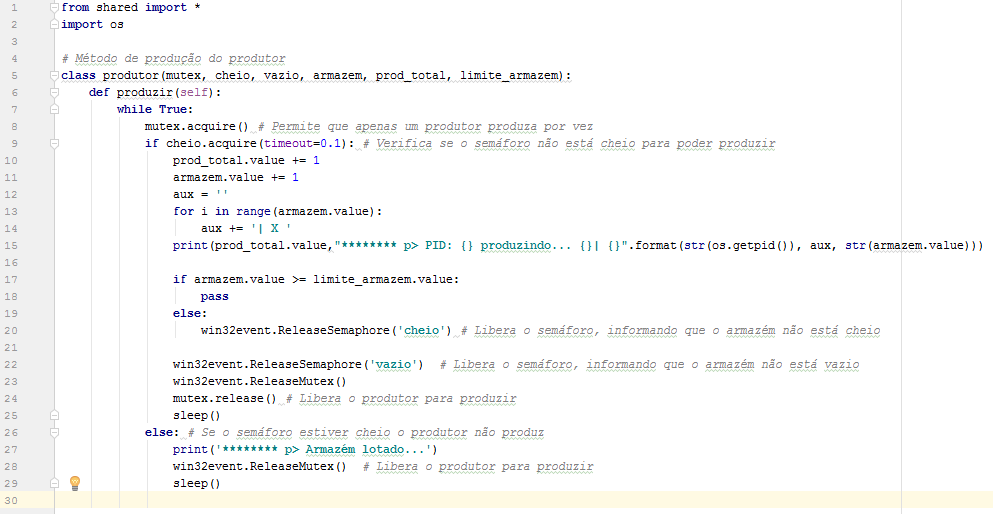 1 from shared import *
2 import os
3
4 # Método de produção do produtor
5 class produtor(mutex, cheio, vazio, armazem, prod_total, limite_armazem):
6     def produzir(self):
7         while True:
8             mutex.acquire() # Permite que apenas um produtor produza por vez
9             if cheio.acquire(timeout=0.1): # Verifica se o semáforo não está cheio para poder produzir
10                 prod_total.value += 1
11                 armazem.value += 1
12                 aux = ''
13                 for i in range(armazem.value):
14                     aux += '| X '
15                 print(prod_total.value,"******** p> PID: {} produzindo... {}| {}".format(str(os.getpid()), aux, str(armazem.value)))
16
17                 if armazem.value >= limite_armazem.value:
18                     pass
19                 else:
20                     win32event.ReleaseSemaphore('cheio') # Libera o semáforo, informando que o armazém não está cheio
21
22                 win32event.ReleaseSemaphore('vazio')  # Libera o semáforo, informando que o armazém não está vazio
23                 win32event.ReleaseMutex()
24                 mutex.release() # Libera o produtor para produzir
25                 sleep()
26             else: # Se o semáforo estiver cheio o produtor não produz
27                 print('******** p> Armazém lotado...')
28                 win32event.ReleaseMutex()  # Libera o produtor para produzir
29                 sleep()
30